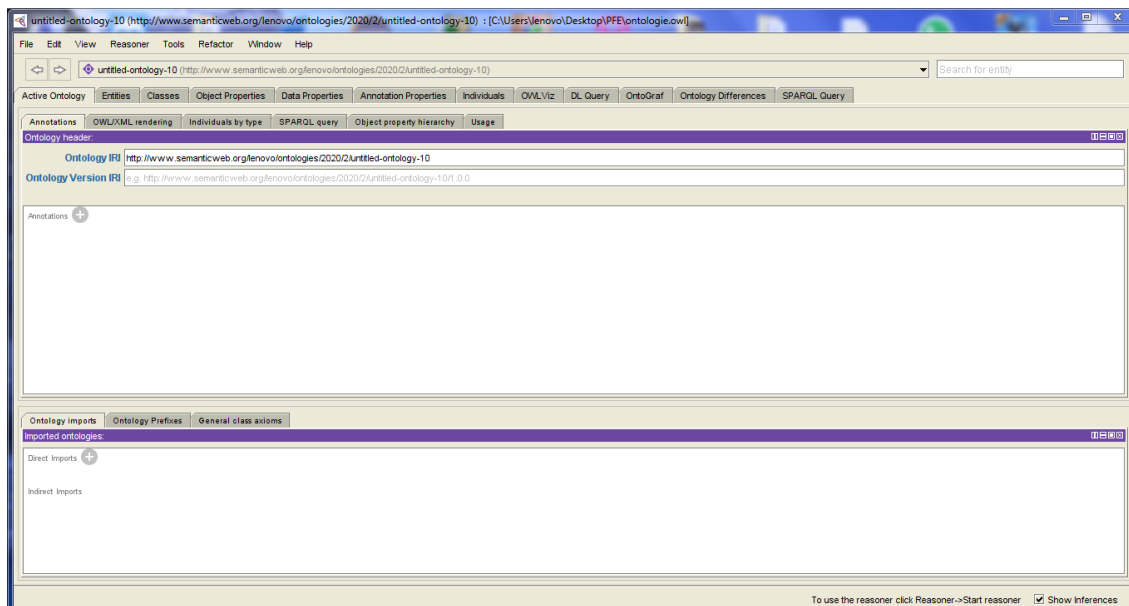 untitled-ontology-10 (http://www.semanticweb.org/lenovo/ontologies/2020/2/untitled-ontology-10) : [C:\Users\lenovo\Desktop\PFE\ontologie.owl]
File Edit View Reasoner Tools Refactor Window Help
untitled-ontology-10 (http://www.semanticweb.org/lenovo/ontologies/2020/2/untitled-ontology-10) Search for entity
Active Ontology Entities Classes Object Properties Data Properties Annotation Properties Individuals OWLViz DL Query OntoGraf Ontology Differences SPARQL Query
Annotations OWL/XML rendering Individuals by type SPARQL query Object property hierarchy Usage
Ontology header:
Ontology IRI http://www.semanticweb.org/lenovo/ontologies/2020/2/untitled-ontology-10
Ontology Version IRI e.g. http://www.semanticweb.org/lenovo/ontologies/2020/2/untitled-ontology-10/1.0.0
Annotations
Ontology imports Ontology Prefixes General class axioms
Imported ontologies:
Direct Imports
Indirect Imports
To use the reasoner click Reasoner->Start reasoner Show Inferences